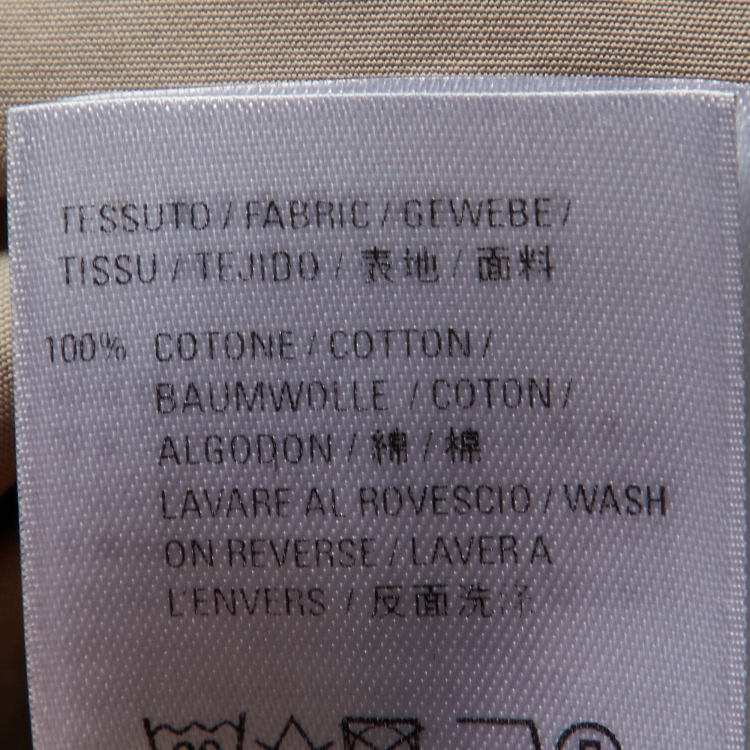 TESSUTO / FABRIC / GEWEBE /
TISSU / TEJIDO / 表地 / 面料
100% COTONE / COTTON /
BAUMWOLLE / COTON /
ALGODON / 綿 / 棉
LAVARE AL ROVESCIO / WASH
ON REVERSE / LAVER A
L'ENVERS / 反面洗涤